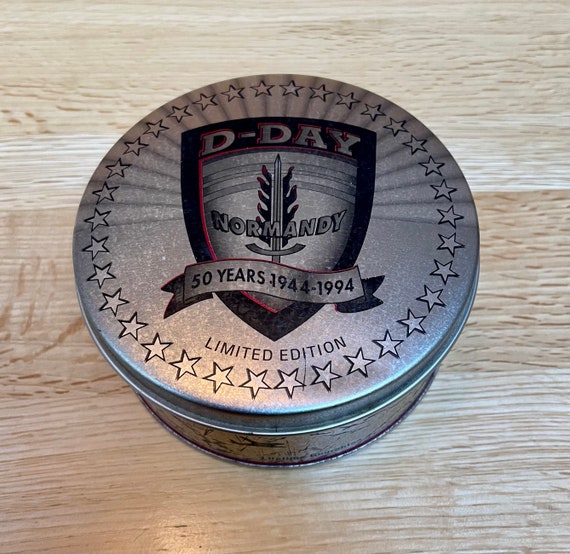 D-DAY
NORMANDY
50 YEARS 1944-1994
LIMITED EDITION